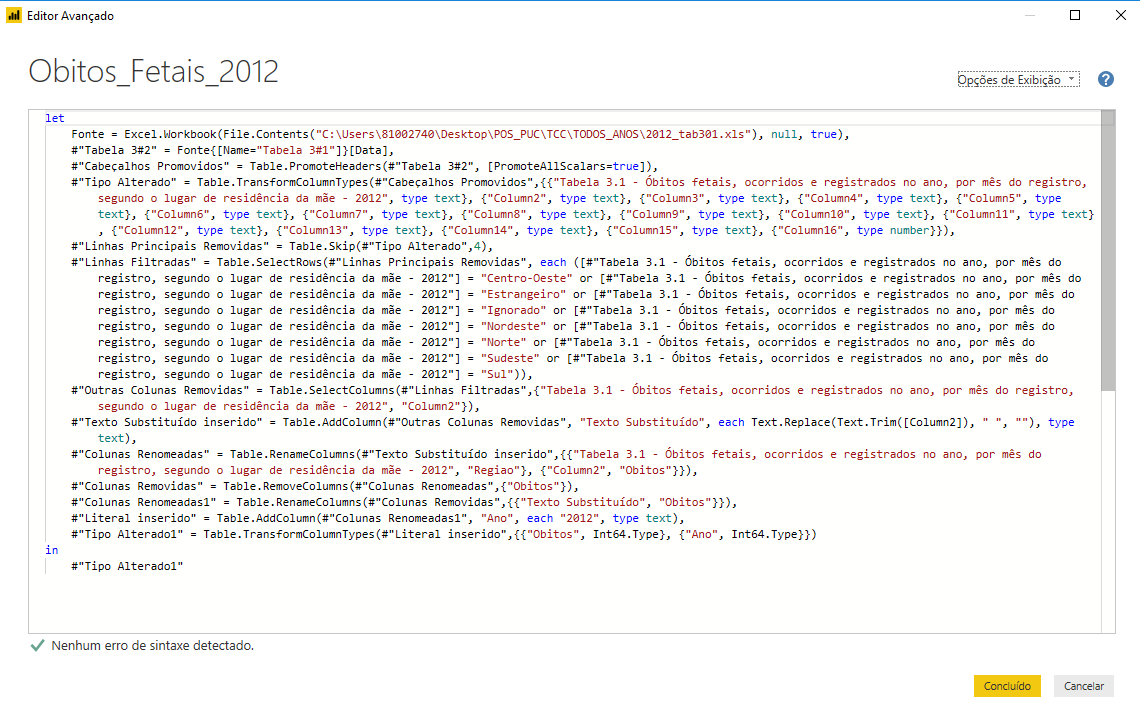 Editor Avançado
Obitos_Fetais_2012
Opções de Exibição
?
let
Fonte = Excel.Workbook(File.Contents("C:\Users\81002740\Desktop\POS_PUC\TCC\TODOS_ANOS\2012_tab301.xls"), null, true),
#"Tabela 3#2" = Fonte{[Name="Tabela 3#1"]}[Data],
#"Cabeçalhos Promovidos" = Table.PromoteHeaders(#"Tabela 3#2", [PromoteAllScalars=true]),
#"Tipo Alterado" = Table.TransformColumnTypes(#"Cabeçalhos Promovidos",{{"Tabela 3.1 - Óbitos fetais, ocorridos e registrados no ano, por mês do registro,
segundo o lugar de residência da mãe - 2012", type text}, {"Column2", type text}, {"Column3", type text}, {"Column4", type text}, {"Column5", type
text}, {"Column6", type text}, {"Column7", type text}, {"Column8", type text}, {"Column9", type text}, {"Column10", type text}, {"Column11", type text}
, {"Column12", type text}, {"Column13", type text}, {"Column14", type text}, {"Column15", type text}, {"Column16", type number}}),
#"Linhas Principais Removidas" = Table.Skip(#"Tipo Alterado",4),
#"Linhas Filtradas" = Table.SelectRows(#"Linhas Principais Removidas", each ([#"Tabela 3.1 - Óbitos fetais, ocorridos e registrados no ano, por mês do
registro, segundo o lugar de residência da mãe - 2012"] = "Centro-Oeste" or [#"Tabela 3.1 - Óbitos fetais, ocorridos e registrados no ano, por mês do
registro, segundo o lugar de residência da mãe - 2012"] = "Estrangeiro" or [#"Tabela 3.1 - Óbitos fetais, ocorridos e registrados no ano, por mês do
registro, segundo o lugar de residência da mãe - 2012"] = "Ignorado" or [#"Tabela 3.1 - Óbitos fetais, ocorridos e registrados no ano, por mês do
registro, segundo o lugar de residência da mãe - 2012"] = "Nordeste" or [#"Tabela 3.1 - Óbitos fetais, ocorridos e registrados no ano, por mês do
registro, segundo o lugar de residência da mãe - 2012"] = "Norte" or [#"Tabela 3.1 - Óbitos fetais, ocorridos e registrados no ano, por mês do
registro, segundo o lugar de residência da mãe - 2012"] = "Sudeste" or [#"Tabela 3.1 - Óbitos fetais, ocorridos e registrados no ano, por mês do
registro, segundo o lugar de residência da mãe - 2012"] = "Sul")),
#"Outras Colunas Removidas" = Table.SelectColumns(#"Linhas Filtradas",{"Tabela 3.1 - Óbitos fetais, ocorridos e registrados no ano, por mês do registro,
segundo o lugar de residência da mãe - 2012", "Column2"}),
#"Texto Substituído inserido" = Table.AddColumn(#"Outras Colunas Removidas", "Texto Substituído", each Text.Replace(Text.Trim([Column2]), " ", ""), type
text),
#"Colunas Renomeadas" = Table.RenameColumns(#"Texto Substituído inserido",{{"Tabela 3.1 - Óbitos fetais, ocorridos e registrados no ano, por mês do
registro, segundo o lugar de residência da mãe - 2012", "Regiao"}, {"Column2", "Obitos"}}),
#"Colunas Removidas" = Table.RemoveColumns(#"Colunas Renomeadas",{"Obitos"}),
#"Colunas Renomeadas1" = Table.RenameColumns(#"Colunas Removidas",{{"Texto Substituído", "Obitos"}}),
#"Literal inserido" = Table.AddColumn(#"Colunas Renomeadas1", "Ano", each "2012", type text),
#"Tipo Alterado1" = Table.TransformColumnTypes(#"Literal inserido",{{"Obitos", Int64.Type}, {"Ano", Int64.Type}})
in
#"Tipo Alterado1"
Nenhum erro de sintaxe detectado.
Concluído
Cancelar